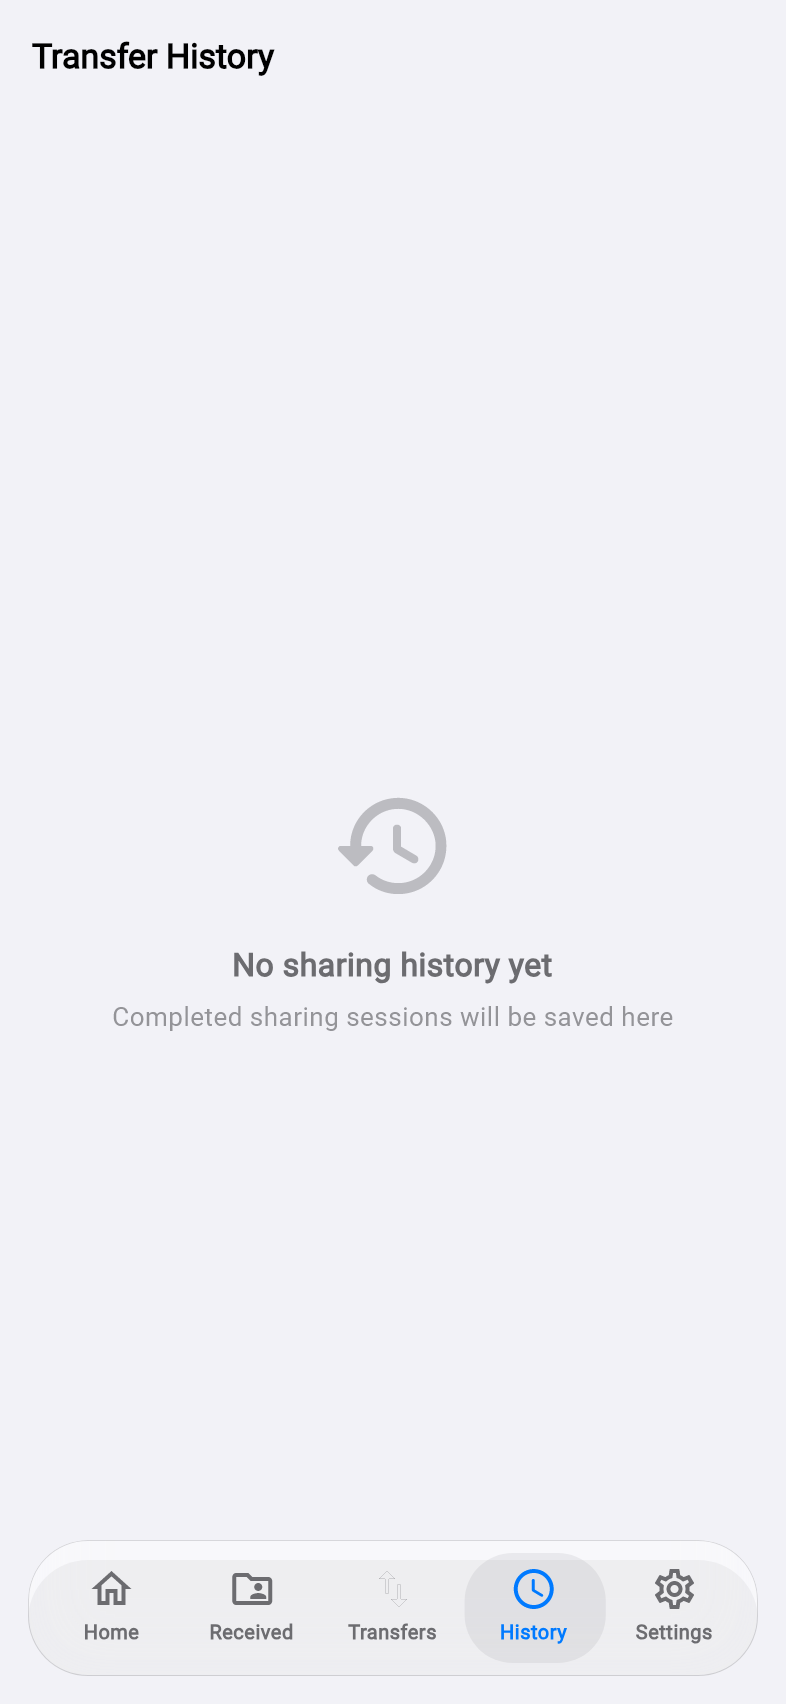 Transfer History
No sharing history yet
Completed sharing sessions will be saved here
Home
Received
Transfers
History
Settings